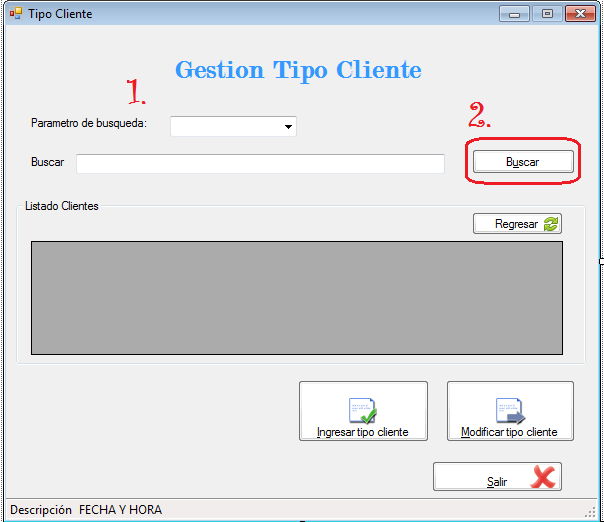 Tipo Cliente
Gestion Tipo Cliente
1.
Parametro de busqueda:
2.
Buscar
Buscar
Listado Clientes
Regresar
Ingresar tipo cliente
Modificar tipo cliente
Salir
Descripción FECHA Y HORA